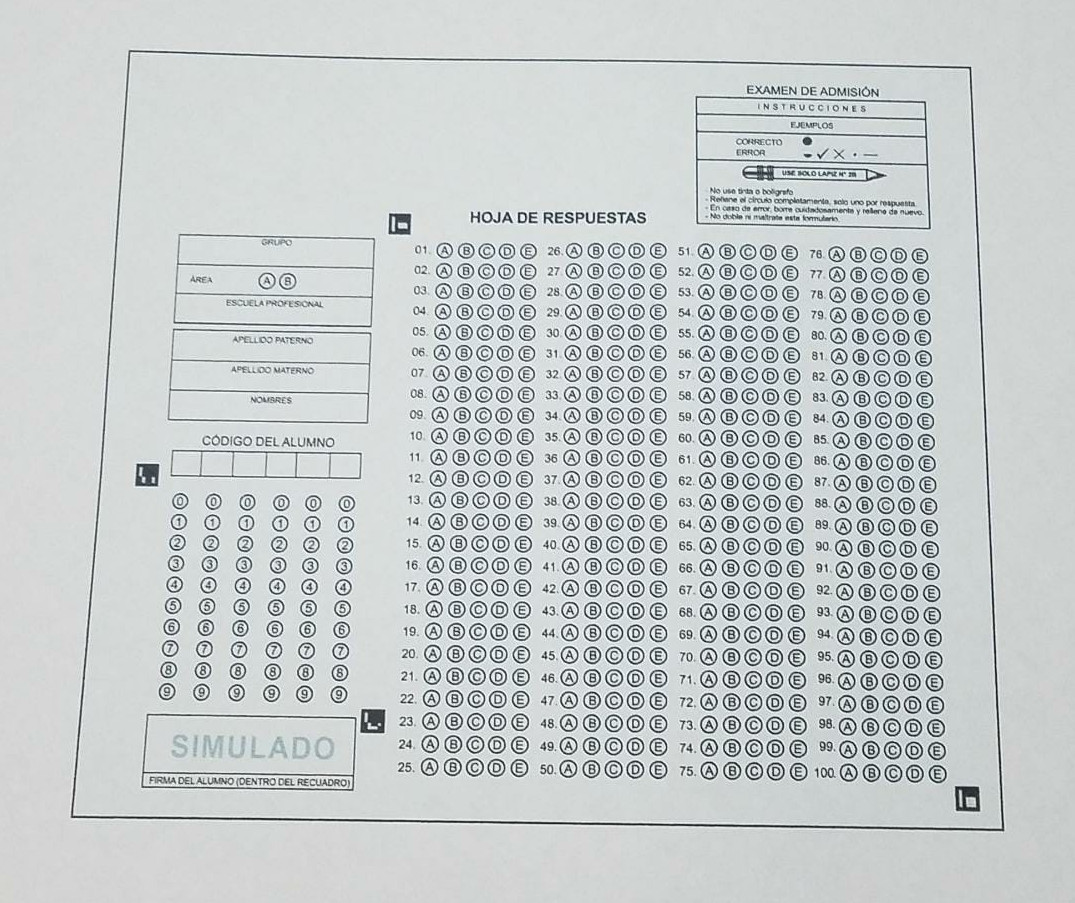 EXAMEN DE ADMISIÓN
INSTRUCCIONES
EJEMPLOS
CORRECTO
ERROR
USE SOLO LAPIZ N° 2B
- No use tinta o bolígrafo
- Rellene el círculo completamente, solo uno por respuesta.
- En caso de error, borre cuidadosamente y rellene de nuevo.
- No doble ni maltrate este formulario.
HOJA DE RESPUESTAS
GRUPO
ÁREA A B
ESCUELA PROFESIONAL
APELLIDO PATERNO
APELLIDO MATERNO
NOMBRES
CÓDIGO DEL ALUMNO
0 0 0 0 0 0
1 1 1 1 1 1
2 2 2 2 2 2
3 3 3 3 3 3
4 4 4 4 4 4
5 5 5 5 5 5
6 6 6 6 6 6
7 7 7 7 7 7
8 8 8 8 8 8
9 9 9 9 9 9
SIMULADO
FIRMA DEL ALUMNO (DENTRO DEL RECUADRO)
01. A B C D E 26. A B C D E 51. A B C D E 76. A B C D E
02. A B C D E 27. A B C D E 52. A B C D E 77. A B C D E
03. A B C D E 28. A B C D E 53. A B C D E 78. A B C D E
04. A B C D E 29. A B C D E 54. A B C D E 79. A B C D E
05. A B C D E 30. A B C D E 55. A B C D E 80. A B C D E
06. A B C D E 31. A B C D E 56. A B C D E 81. A B C D E
07. A B C D E 32. A B C D E 57. A B C D E 82. A B C D E
08. A B C D E 33. A B C D E 58. A B C D E 83. A B C D E
09. A B C D E 34. A B C D E 59. A B C D E 84. A B C D E
10. A B C D E 35. A B C D E 60. A B C D E 85. A B C D E
11. A B C D E 36 A B C D E 61. A B C D E 86. A B C D E
12. A B C D E 37. A B C D E 62. A B C D E 87. A B C D E
13. A B C D E 38. A B C D E 63. A B C D E 88. A B C D E
14. A B C D E 39. A B C D E 64. A B C D E 89. A B C D E
15. A B C D E 40. A B C D E 65. A B C D E 90. A B C D E
16. A B C D E 41. A B C D E 66. A B C D E 91. A B C D E
17. A B C D E 42. A B C D E 67. A B C D E 92. A B C D E
18. A B C D E 43. A B C D E 68. A B C D E 93. A B C D E
19. A B C D E 44. A B C D E 69. A B C D E 94. A B C D E
20. A B C D E 45. A B C D E 70. A B C D E 95. A B C D E
21. A B C D E 46. A B C D E 71. A B C D E 96. A B C D E
22. A B C D E 47. A B C D E 72. A B C D E 97. A B C D E
23. A B C D E 48. A B C D E 73. A B C D E 98. A B C D E
24. A B C D E 49. A B C D E 74. A B C D E 99. A B C D E
25. A B C D E 50. A B C D E 75. A B C D E 100. A B C D E